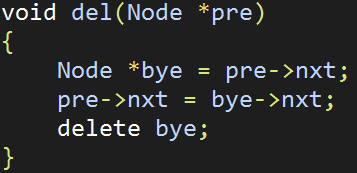 void del(Node *pre)
{
    Node *bye = pre->nxt;
    pre->nxt = bye->nxt;
    delete bye;
}